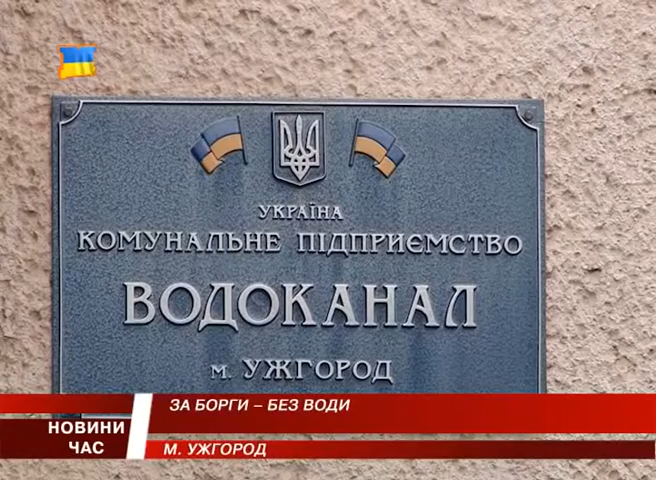 УКРАЇНА
КОМУНАЛЬНЕ ПІДПРИЄМСТВО
ВОДОКАНАЛ
м. УЖГОРОД
ЗА БОРГИ – БЕЗ ВОДИ
НОВИНИ
ЧАС
М. УЖГОРОД